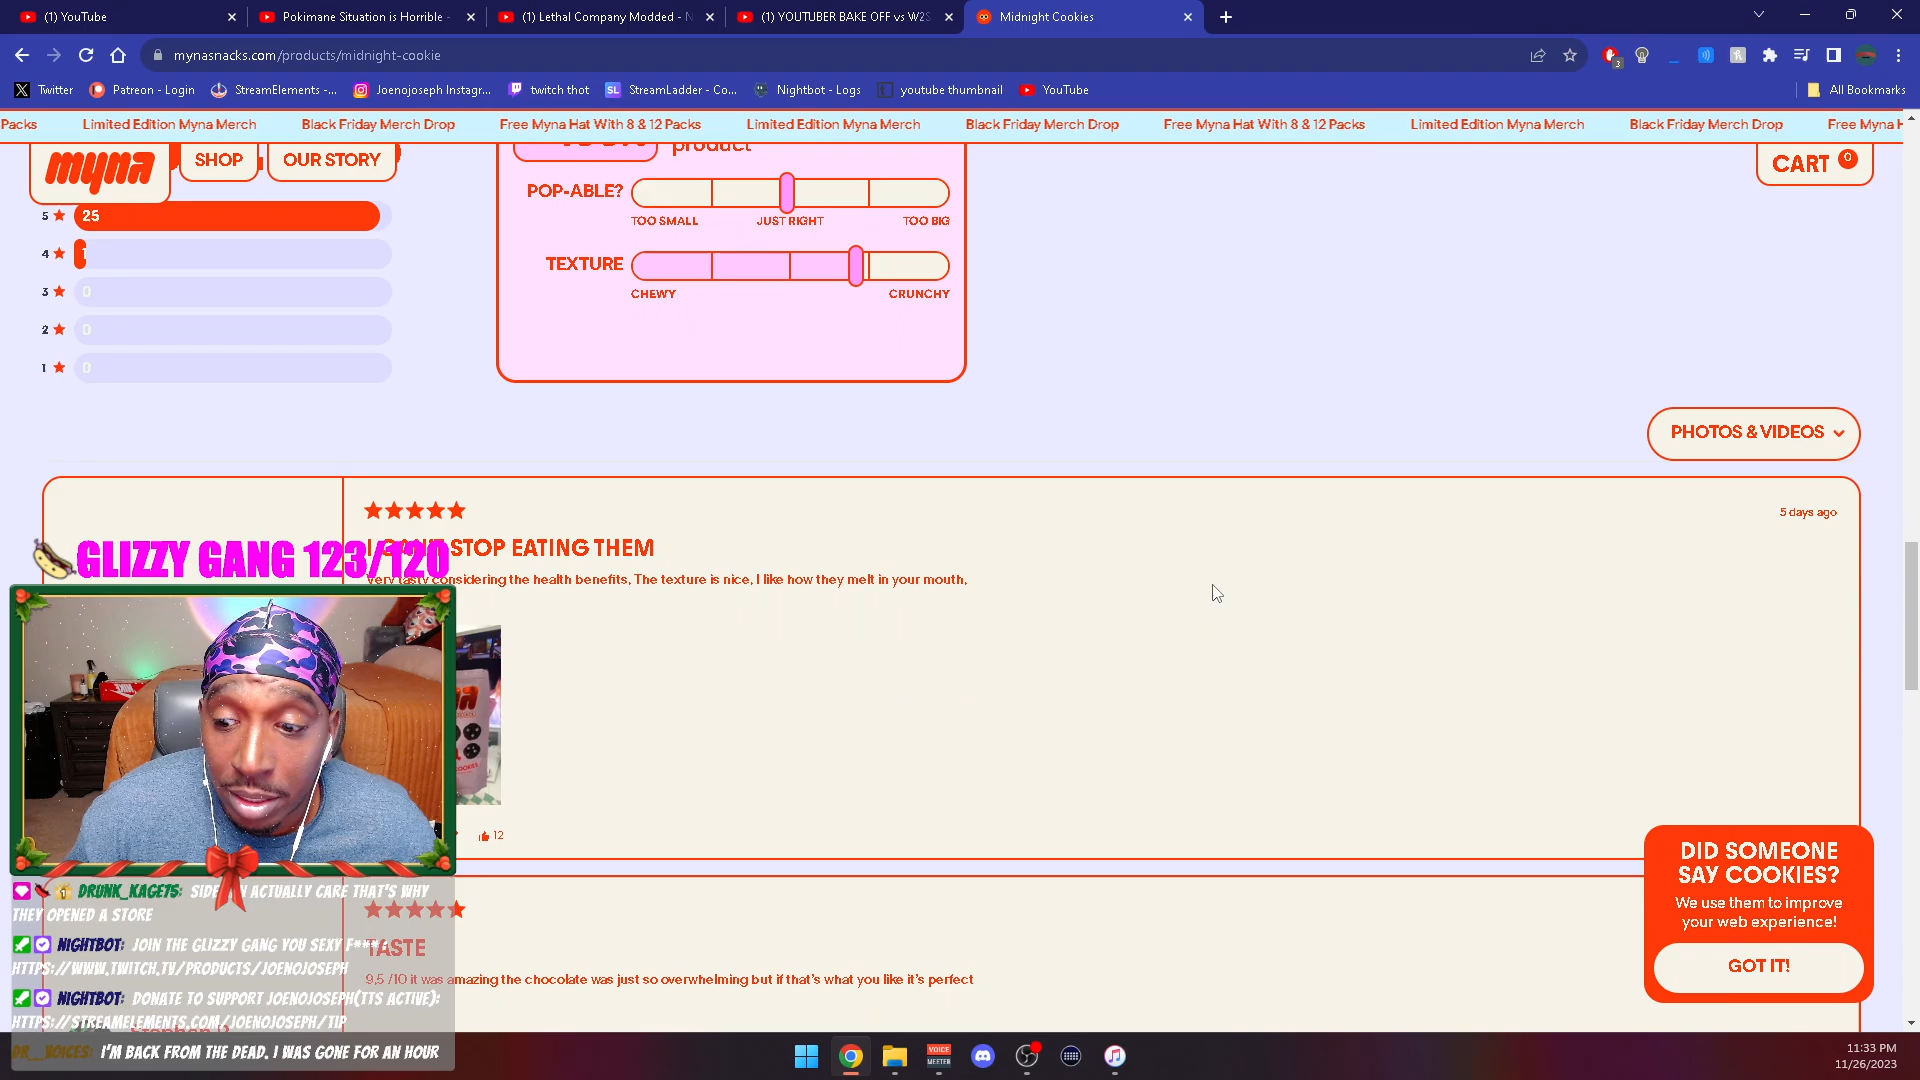 (1) YouTube
Pokimane Situation is Horrible -
(1) Lethal Company Modded - N
(1) YOUTUBER BAKE OFF vs W2S
Midnight Cookies
mynasnacks.com/products/midnight-cookie
3
Twitter
Patreon - Login
StreamElements -...
Joenojoseph Instagr...
twitch thot
SL
StreamLadder - Co...
Nightbot - Logs
youtube thumbnail
YouTube
All Bookmarks
Packs Limited Edition Myna Merch Black Friday Merch Drop Free Myna Hat With 8 & 12 Packs Limited Edition Myna Merch Black Friday Merch Drop Free Myna Hat With 8 & 12 Packs Limited Edition Myna Merch Black Friday Merch Drop Free Myna H
product
myna
SHOP
OUR STORY
CART 0
5 25
4 1
3 0
2 0
1 0
POP-ABLE?
TOO SMALL JUST RIGHT TOO BIG
TEXTURE
CHEWY CRUNCHY
PHOTOS & VIDEOS
5 days ago
STOP EATING THEM
Very tasty considering the health benefits. The texture is nice, I like how they melt in your mouth.
12
TASTE
9.5 /10 it was amazing the chocolate was just so overwhelming but if that's what you like it's perfect
GLIZZY GANG 123/120
DRUNK_KAGE75: ACTUALLY CARE THAT'S WHY
THEY OPENED A STORE
NIGHTBOT: JOIN THE GLIZZY GANG YOU SEXY F***:
HTTPS://WWW.TWITCH.TV/PRODUCTS/JOENOJOSEPH
NIGHTBOT: DONATE TO SUPPORT JOENOJOSEPH(TTS ACTIVE):
HTTPS://STREAMELEMENTS.COM/JOENOJOSEPH/TIP
DR__VOICES: I'M BACK FROM THE DEAD. I WAS GONE FOR AN HOUR
DID SOMEONE
SAY COOKIES?
We use them to improve
your web experience!
GOT IT!
VOICE
MEETER
11:33 PM
11/26/2023